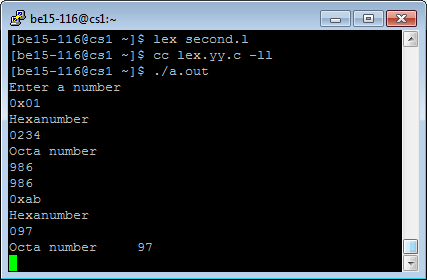 be15-116@cs1:~
[be15-116@cs1 ~]$ lex second.l
[be15-116@cs1 ~]$ cc lex.yy.c -ll
[be15-116@cs1 ~]$ ./a.out
Enter a number
0x01
Hexanumber
0234
Octa number
986
986
0xab
Hexanumber
097
Octa number     97